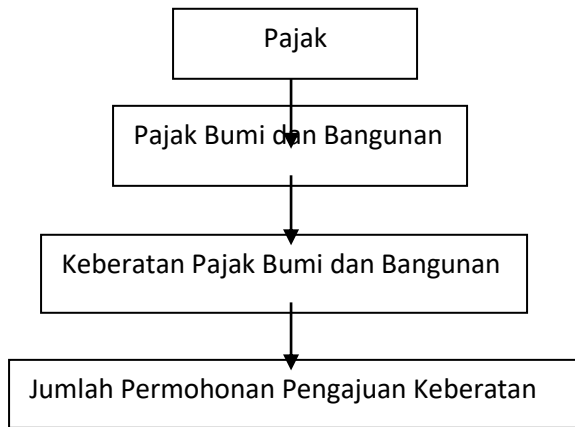 Pajak
Pajak Bumi dan Bangunan
Keberatan Pajak Bumi dan Bangunan
Jumlah Permohonan Pengajuan Keberatan